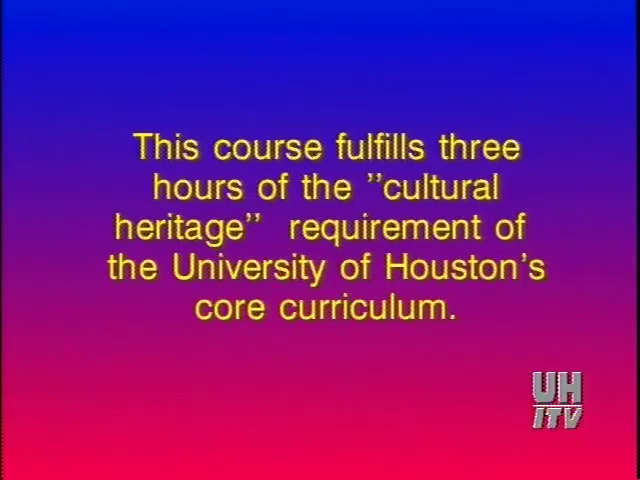 This course fulfills three
hours of the ”cultural
heritage” requirement of
the University of Houston’s
core curriculum.
UH
ITV